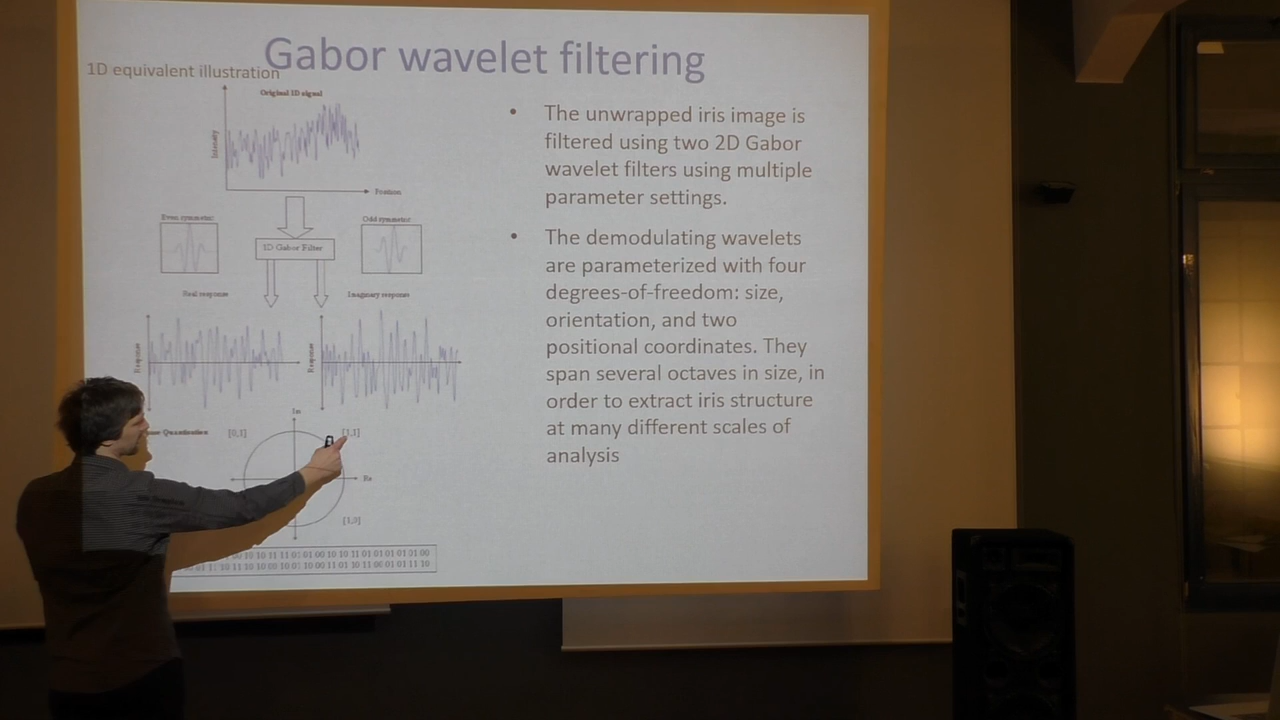 Gabor wavelet filtering
1D equivalent illustration
Original 1D signal
Intensity
Position
Even symmetric
Odd symmetric
1D Gabor Filter
Real response
Imaginary response
Response
Response
Im
Quantisation
[0,1]
[1,1]
Re
[1,0]
• The unwrapped iris image is
filtered using two 2D Gabor
wavelet filters using multiple
parameter settings.
• The demodulating wavelets
are parameterized with four
degrees-of-freedom: size,
orientation, and two
positional coordinates. They
span several octaves in size, in
order to extract iris structure
at many different scales of
analysis